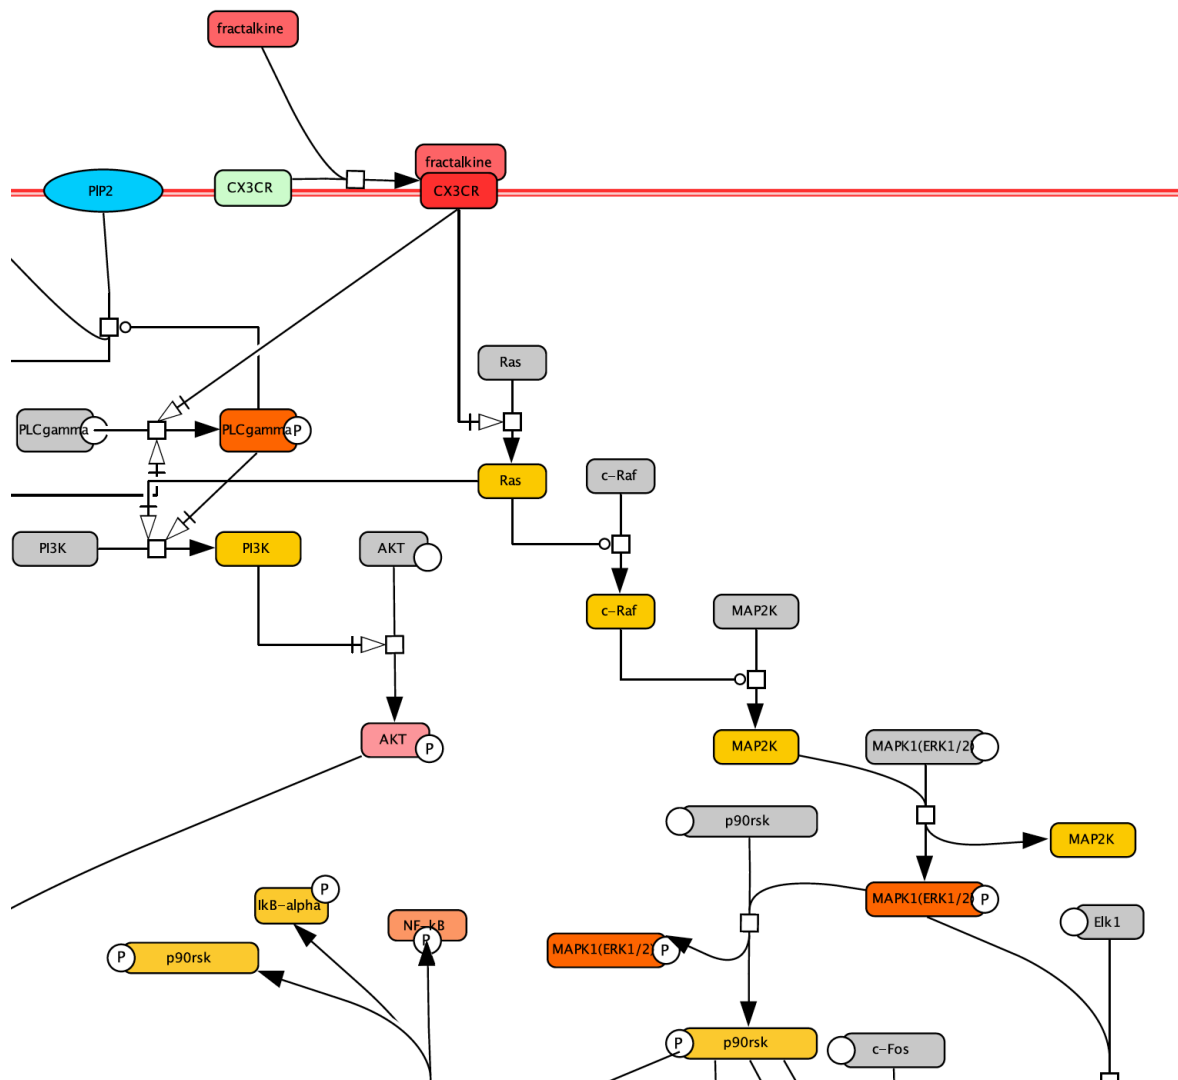 fractalkine
fractalkine
PIP2
CX3CR
CX3CR
Ras
PLCgamma
PLCgamma P
Ras
c-Raf
PI3K
PI3K
AKT
c-Raf
MAP2K
AKT
P
MAP2K
MAPK1(ERK1/2)
p90rsk
MAP2K
P
IkB-alpha
MAPK1(ERK1/2) P
NF-kB
P
Elk1
P p90rsk
MAPK1(ERK1/2) P
P p90rsk
c-Fos